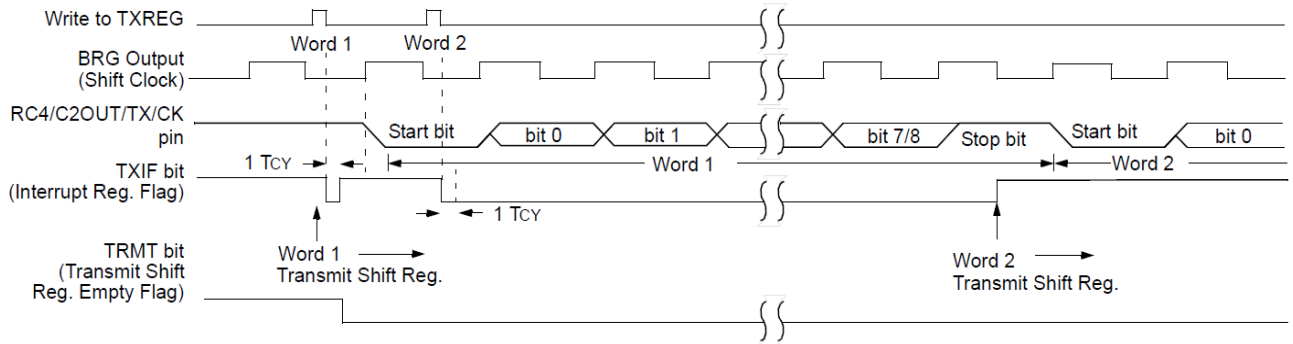 Write to TXREG
Word 1
Word 2
BRG Output
(Shift Clock)
RC4/C2OUT/TX/CK
pin
Start bit
bit 0
bit 1
bit 7/8
Stop bit
Start bit
bit 0
1 TCY
Word 1
Word 2
TXIF bit
(Interrupt Reg. Flag)
1 TCY
TRMT bit
(Transmit Shift
Reg. Empty Flag)
Word 1
Transmit Shift Reg.
Word 2
Transmit Shift Reg.